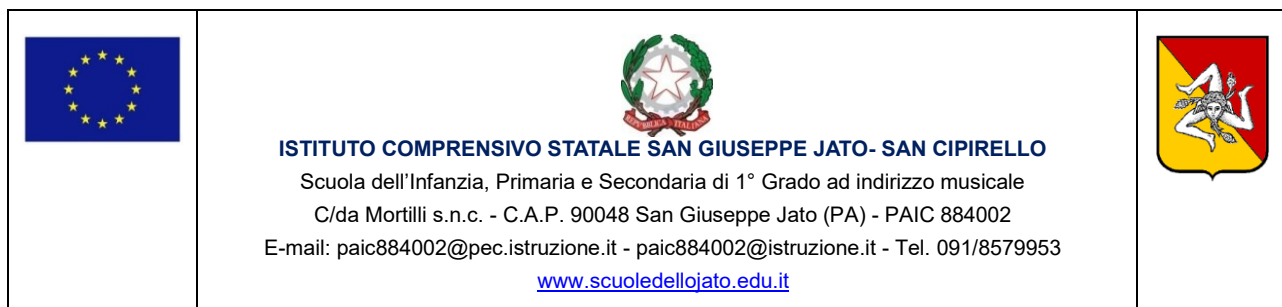 REPVBBLICA ITALIANA
ISTITUTO COMPRENSIVO STATALE SAN GIUSEPPE JATO- SAN CIPIRELLO
Scuola dell'Infanzia, Primaria e Secondaria di 1° Grado ad indirizzo musicale
C/da Mortilli s.n.c. - C.A.P. 90048 San Giuseppe Jato (PA) - PAIC 884002
E-mail: paic884002@pec.istruzione.it - paic884002@istruzione.it - Tel. 091/8579953
www.scuoledellojato.edu.it